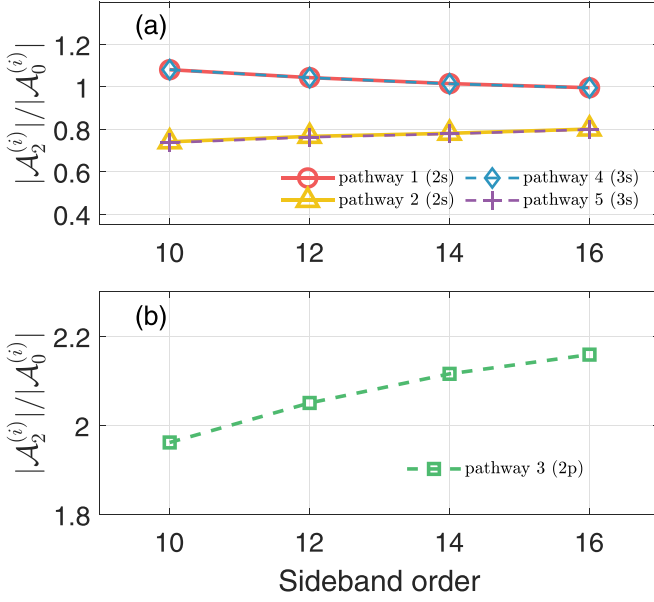 (a)
|𝒜₂⁽ⁱ⁾|/|𝒜₀⁽ⁱ⁾|
1.2
1
0.8
0.6
0.4
pathway 1 (2s) pathway 4 (3s)
pathway 2 (2s) pathway 5 (3s)
10 12 14 16
(b)
|𝒜₂⁽ⁱ⁾|/|𝒜₀⁽ⁱ⁾|
2.2
2
1.8
pathway 3 (2p)
10 12 14 16
Sideband order